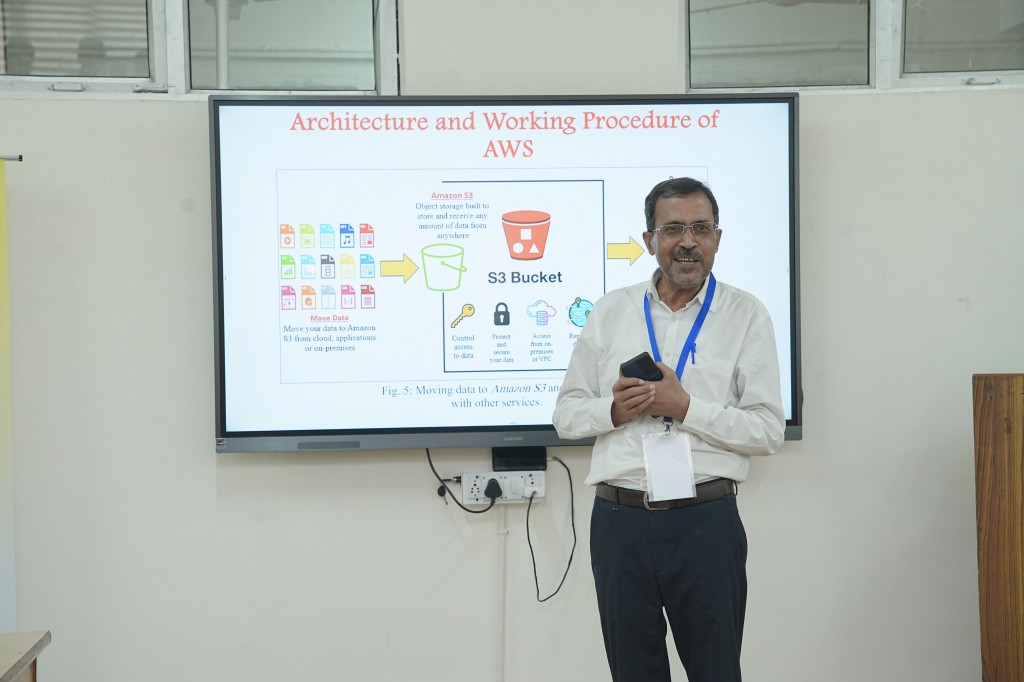 Architecture and Working Procedure of
AWS
Amazon S3
Object storage built to
store and receive any
amount of data from
anywhere
S3 Bucket
Move Data
Move your data to Amazon
S3 from cloud, applications
or on-premises
Control
access
to data
Protect
and
secure
your data
Access
from on-
premises
or VPC
Fig. 5: Moving data to Amazon S3 an
with other services.
SAMSUNG